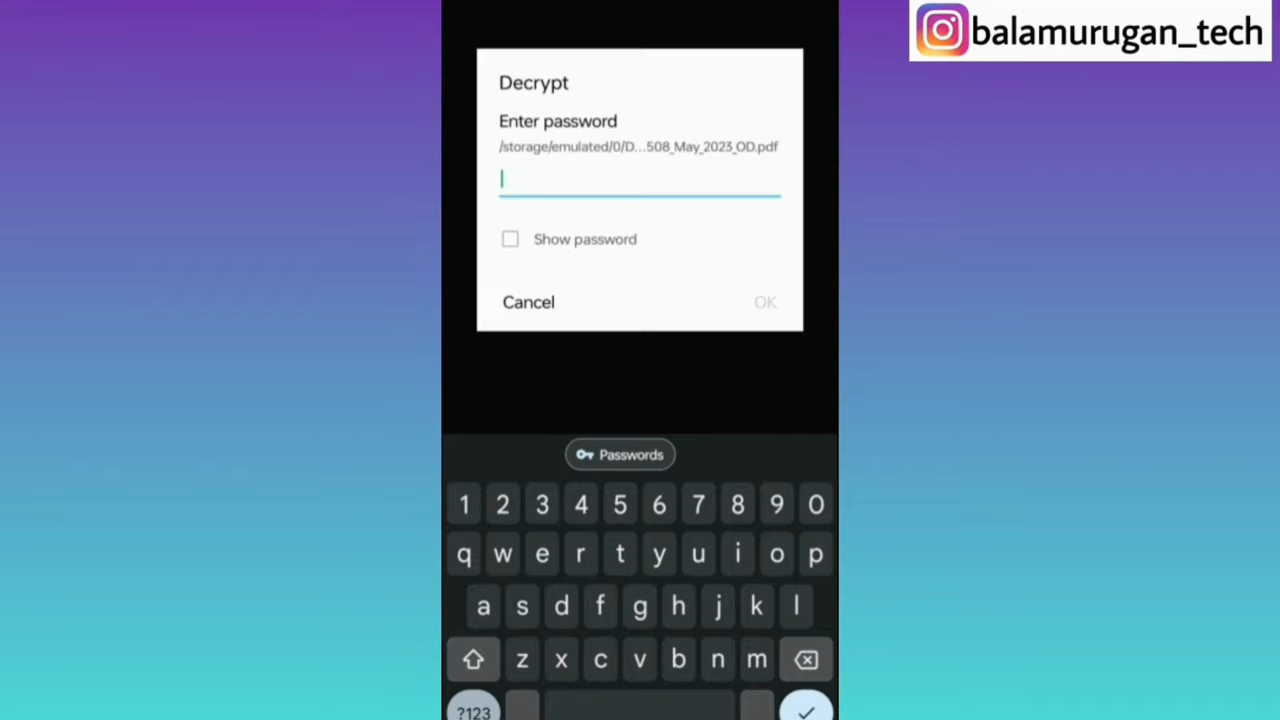 balamurugan_tech
Decrypt
Enter password
/storage/emulated/0/D...508_May_2023_OD.pdf
Show password
Cancel OK
Passwords
1 2 3 4 5 6 7 8 9 0
q w e r t y u i o p
a s d f g h j k l
z x c v b n m
?123